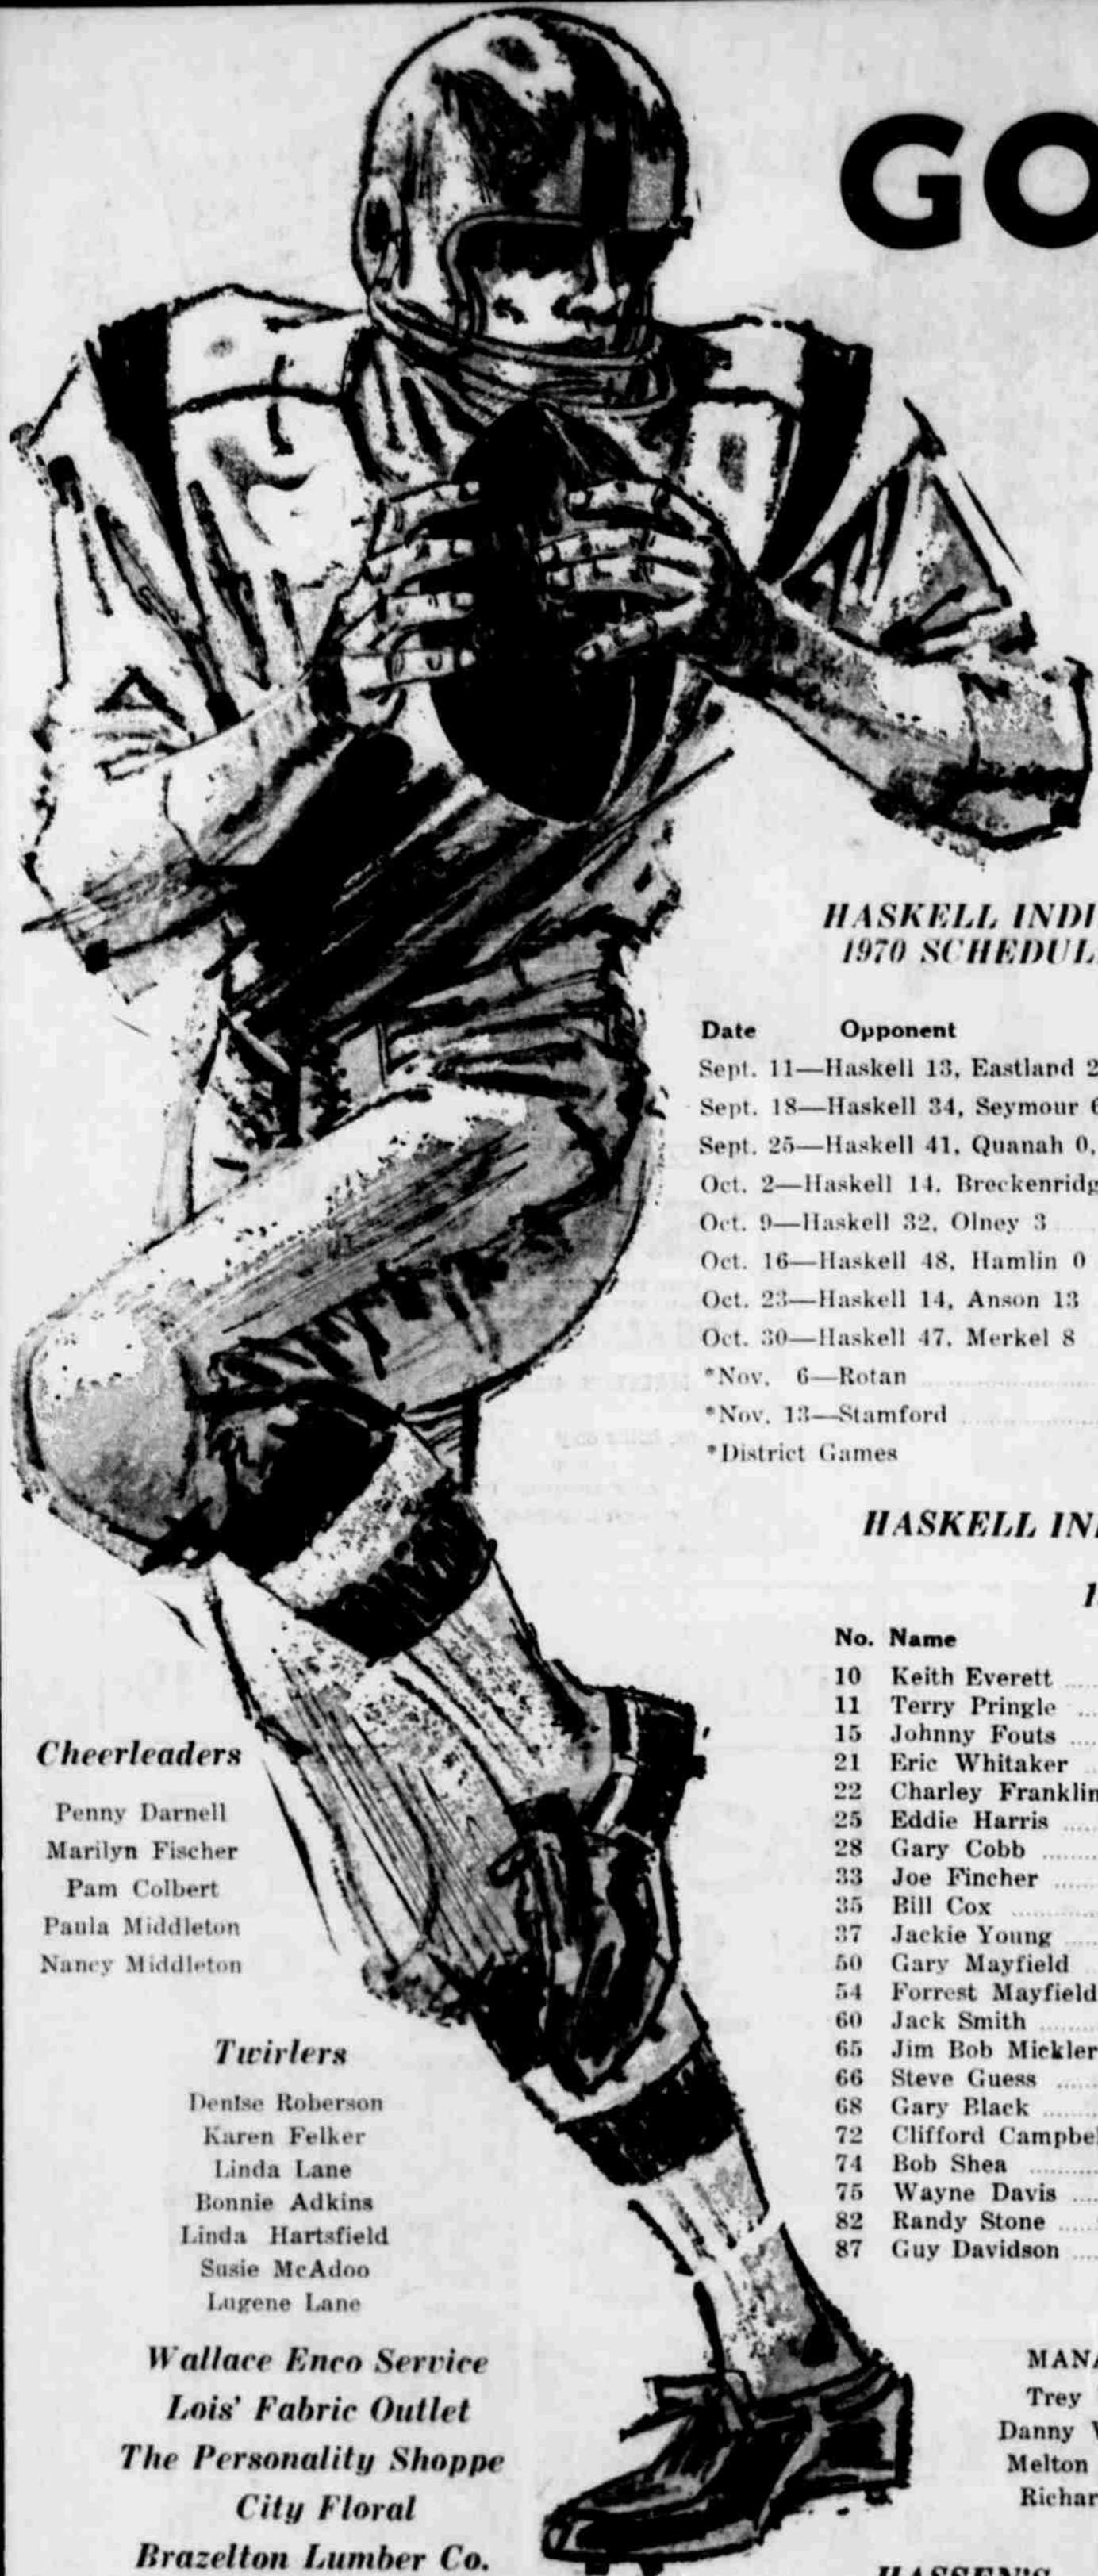 GO
HASKELL INDI
1970 SCHEDUL
Date Opponent
Sept. 11—Haskell 13, Eastland 2
Sept. 18—Haskell 34, Seymour 6
Sept. 25—Haskell 41, Quanah 0,
Oct. 2—Haskell 14, Breckenridg
Oct. 9—Haskell 32, Olney 3
Oct. 16—Haskell 48, Hamlin 0
Oct. 23—Haskell 14, Anson 13
Oct. 30—Haskell 47, Merkel 8
*Nov. 6—Rotan
*Nov. 13—Stamford
*District Games
HASKELL IN
No. Name
10 Keith Everett
11 Terry Pringle
15 Johnny Fouts
21 Eric Whitaker
22 Charley Franklin
25 Eddie Harris
28 Gary Cobb
33 Joe Fincher
35 Bill Cox
37 Jackie Young
50 Gary Mayfield
54 Forrest Mayfield
60 Jack Smith
65 Jim Bob Mickler
66 Steve Guess
68 Gary Black
72 Clifford Campbel
74 Bob Shea
75 Wayne Davis
82 Randy Stone
87 Guy Davidson
Cheerleaders
Penny Darnell
Marilyn Fischer
Pam Colbert
Paula Middleton
Nancy Middleton
Twirlers
Denise Roberson
Karen Felker
Linda Lane
Bonnie Adkins
Linda Hartsfield
Susie McAdoo
Lugene Lane
Wallace Enco Service
Lois' Fabric Outlet
The Personality Shoppe
City Floral
Brazelton Lumber Co.
MANA
Trey
Danny
Melton
Richar
HASSEN'S